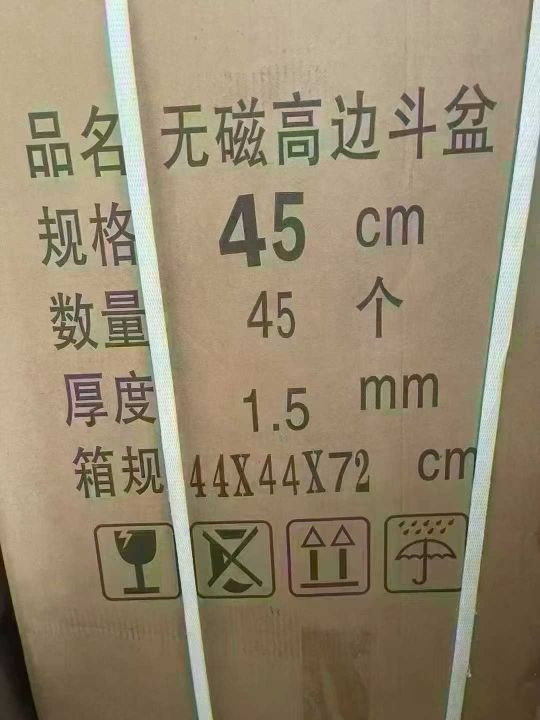 品名 无磁高边斗盆
规格 45 cm
数量 45 个
厚度 1.5 mm
箱规 44X44X72 cm